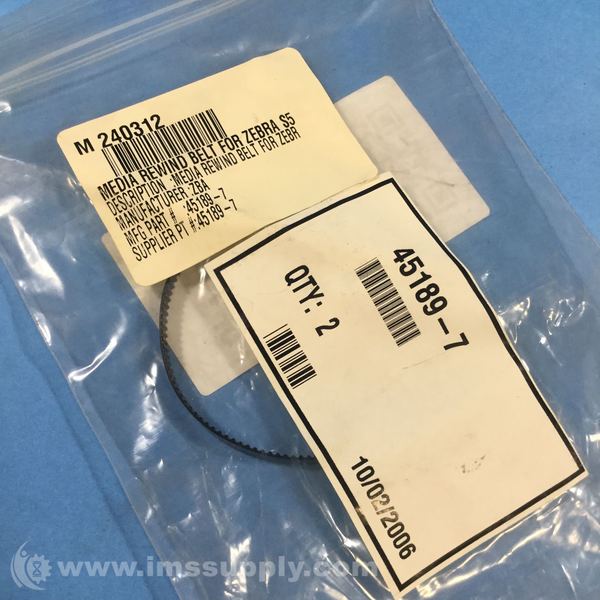 M 240312
MEDIA REWIND BELT FOR ZEBRA S5
DESCRIPTION :MEDIA REWIND BELT FOR ZEBR
MANUFACTURER :ZBA
MFG PART # :45189-7
SUPPLIER PT #:45189-7
45189-7
QTY: 2
10/02/2006
www.imssupply.com